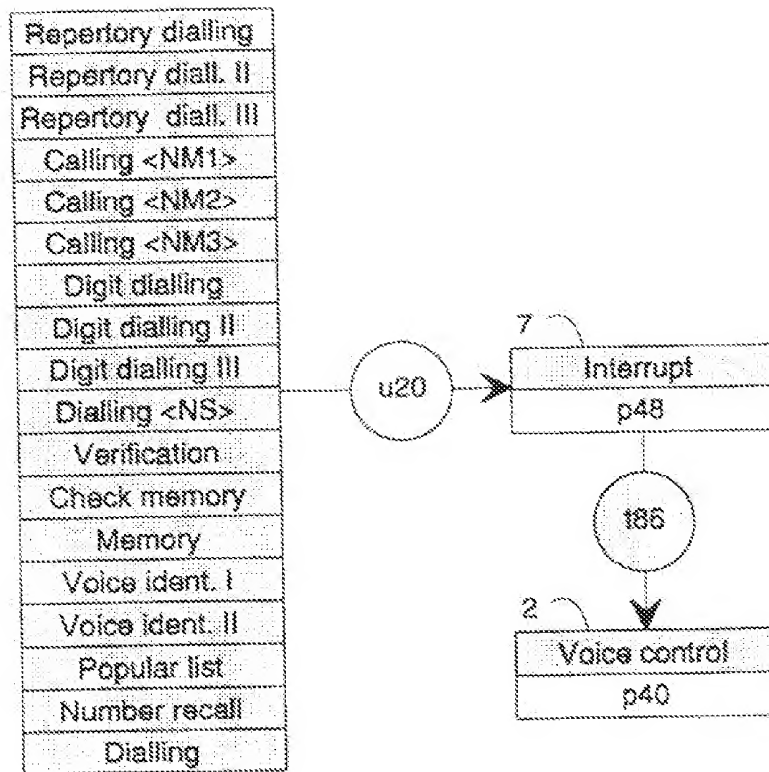 Repertory dialling
Repertory diall. II
Repertory diall. III
Calling <NM1>
Calling <NM2>
Calling <NM3>
Digit dialling
Digit dialling II
Digit dialling III
Dialling <NS>
Verification
Check memory
Memory
Voice ident. I
Voice ident. II
Popular list
Number recall
Dialling
u20
7
Interrupt
p48
t86
2
Voice control
p40